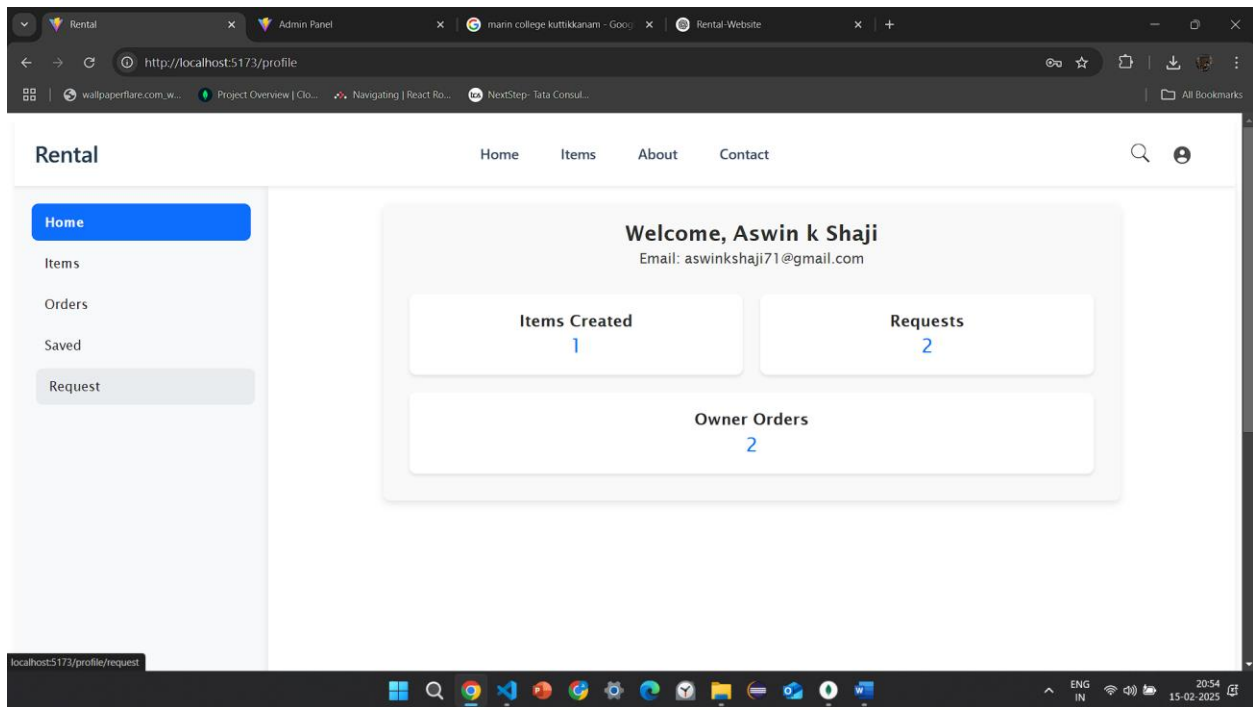 Rental
Admin Panel
marin college kuttikkanam - Goog
Rental-Website
http://localhost:5173/profile
wallpaperflare.com_w...
Project Overview | Clo...
Navigating | React Ro...
tcs
NextStep- Tata Consul...
All Bookmarks
Rental
Home
Items
About
Contact
Home
Items
Orders
Saved
Request
Welcome, Aswin k Shaji
Email: aswinkshaji71@gmail.com
Items Created
1
Requests
2
Owner Orders
2
localhost:5173/profile/request
ENG
IN
20:54
15-02-2025